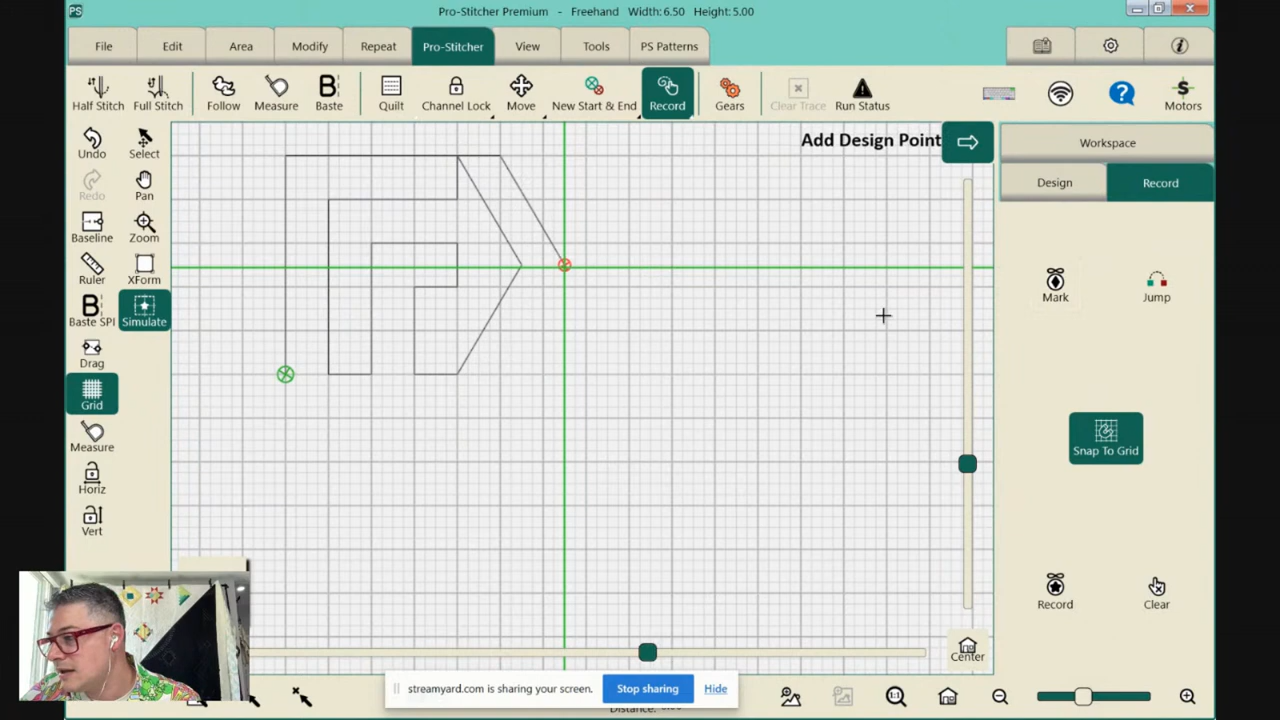 PS
Pro-Stitcher Premium - Freehand Width: 6.50 Height: 5.00
File
Edit
Area
Modify
Repeat
Pro-Stitcher
View
Tools
PS Patterns
Half Stitch
Full Stitch
Follow
Measure
Baste
Quilt
Channel Lock
Move
New Start & End
Record
Gears
Clear Trace
Run Status
Motors
Undo
Select
Redo
Pan
Baseline
Zoom
Ruler
XForm
Baste SPI
Simulate
Drag
Grid
Measure
Horiz
Vert
Add Design Point
Workspace
Design
Record
Mark
Jump
Snap To Grid
Record
Clear
Center
streamyard.com is sharing your screen.
Stop sharing
Hide
1:1